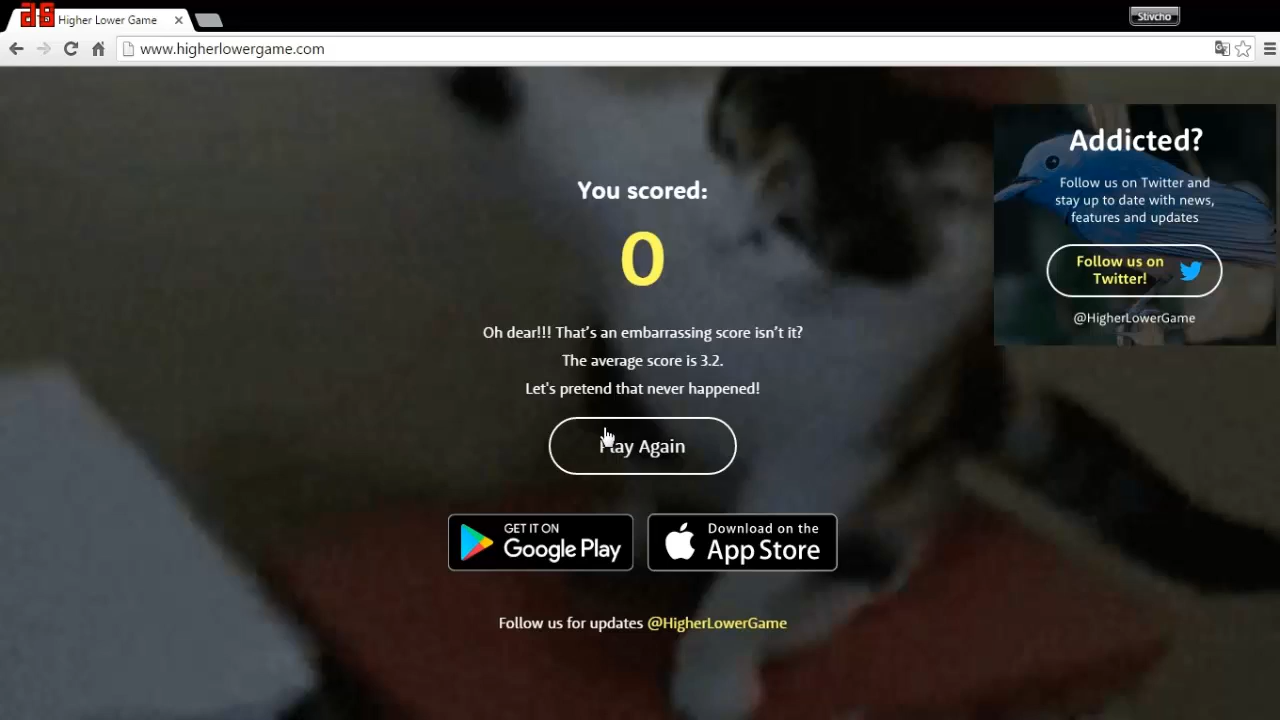 28
Higher Lower Game
Stivcho
www.higherlowergame.com
Addicted?
Follow us on Twitter and
stay up to date with news,
features and updates
Follow us on
Twitter!
@HigherLowerGame
You scored:
0
Oh dear!!! That's an embarrassing score isn't it?
The average score is 3.2.
Let's pretend that never happened!
Play Again
GET IT ON
Google Play
Download on the
App Store
Follow us for updates @HigherLowerGame